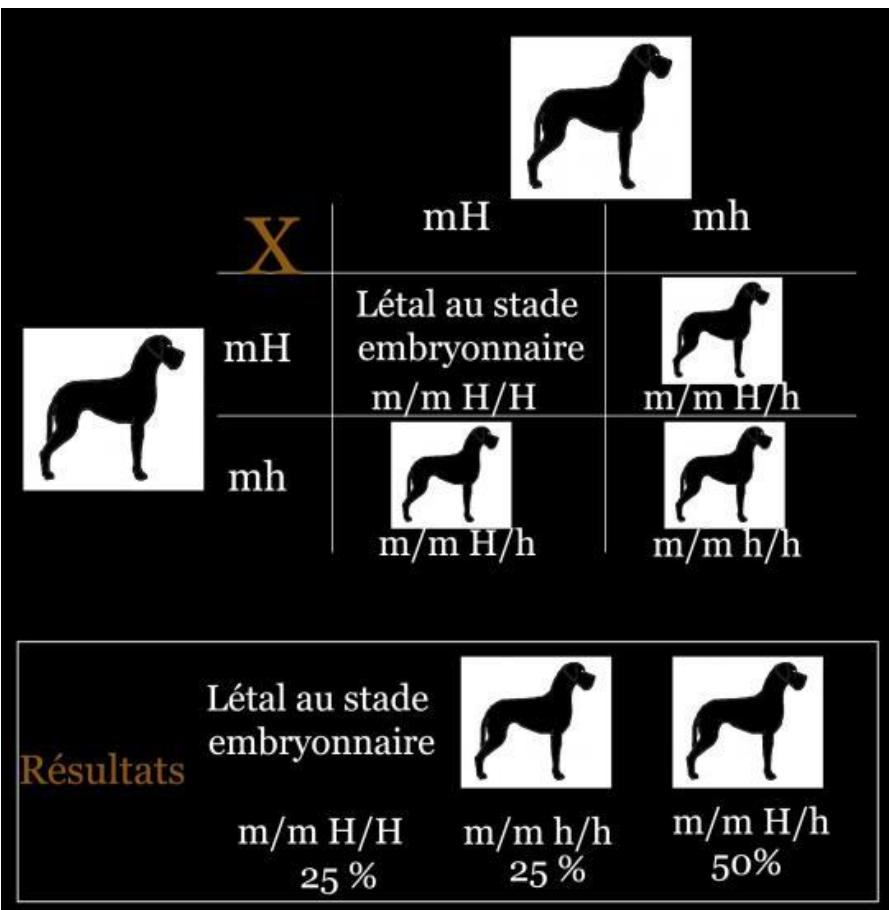 mH mh
X
Létal au stade
embryonnaire
mH
m/m H/H m/m H/h
mh
m/m H/h m/m h/h
Létal au stade
embryonnaire
Résultats
m/m H/H m/m h/h m/m H/h
25 % 25 % 50%